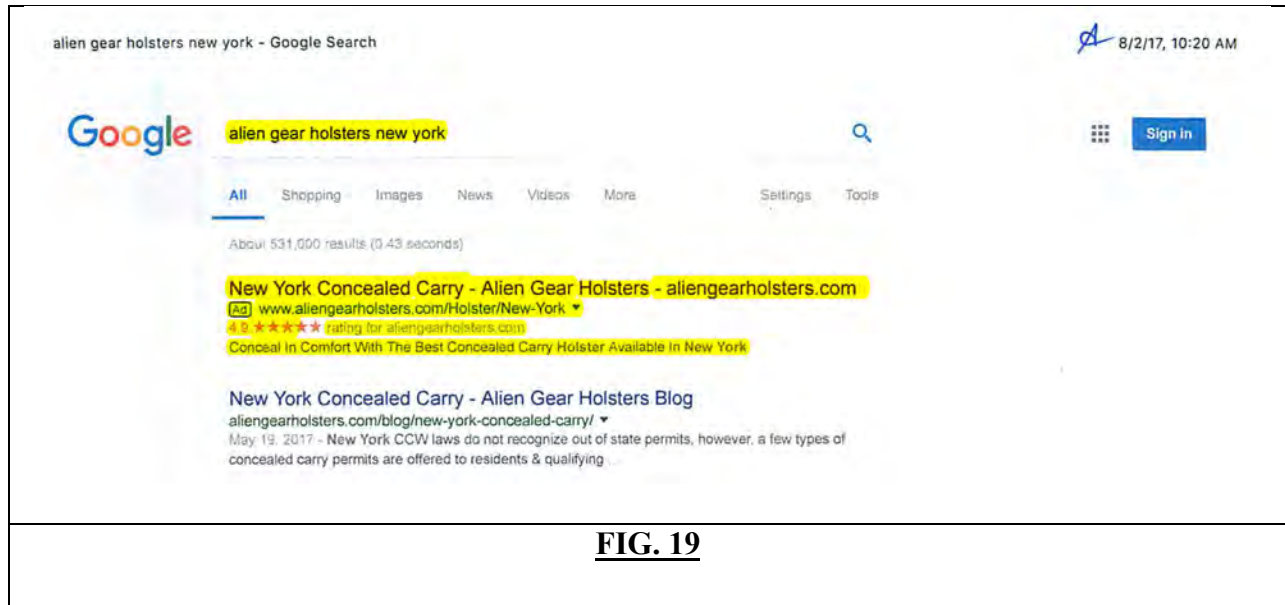 alien gear holsters new york - Google Search
8/2/17, 10:20 AM
Google
alien gear holsters new york
Sign in
All Shopping Images News Videos More Settings Tools
About 531,000 results (0.43 seconds)
New York Concealed Carry - Alien Gear Holsters - aliengearholsters.com
Ad www.aliengearholsters.com/Holster/New-York
4.9 ★★★★★ rating for aliengearholsters.com
Conceal In Comfort With The Best Concealed Carry Holster Available In New York
New York Concealed Carry - Alien Gear Holsters Blog
aliengearholsters.com/blog/new-york-concealed-carry/
May 19, 2017 - New York CCW laws do not recognize out of state permits, however, a few types of
concealed carry permits are offered to residents & qualifying ...
FIG. 19